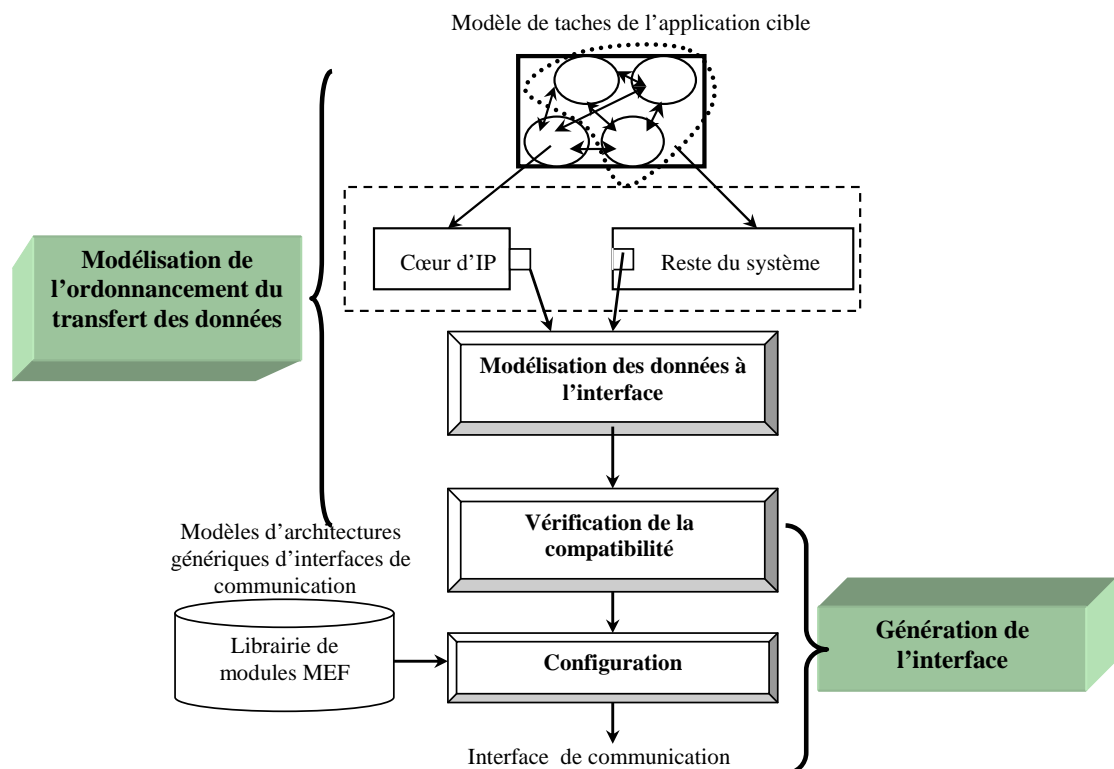 Modèle de taches de l’application cible
Cœur d’IP
Reste du système
Modélisation de
l’ordonnancement du
transfert des données
Modélisation des données à
l’interface
Vérification de la
compatibilité
Modèles d’architectures
génériques d’interfaces de
communication
Librairie de
modules MEF
Configuration
Génération de
l’interface
Interface de communication